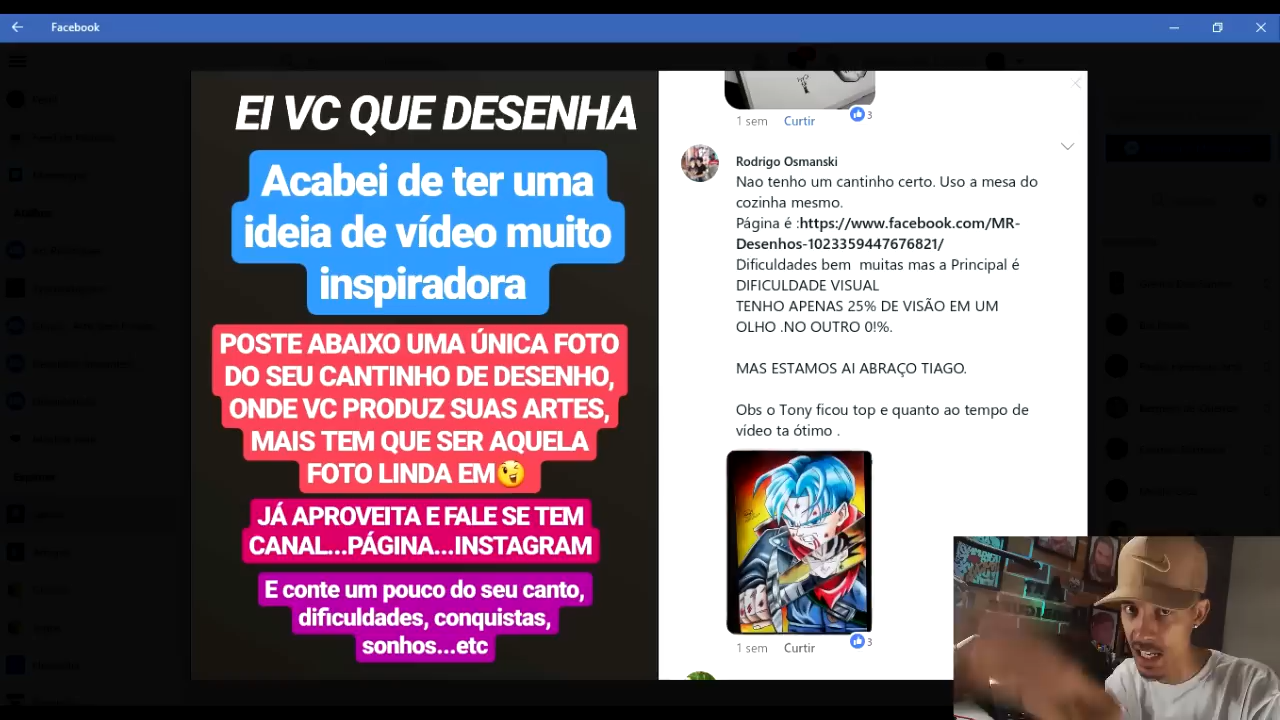 Facebook
EI VC QUE DESENHA
Acabei de ter uma
ideia de vídeo muito
inspiradora
POSTE ABAIXO UMA ÚNICA FOTO
DO SEU CANTINHO DE DESENHO,
ONDE VC PRODUZ SUAS ARTES,
MAIS TEM QUE SER AQUELA
FOTO LINDA EM😉
JÁ APROVEITA E FALE SE TEM
CANAL...PÁGINA...INSTAGRAM
E conte um pouco do seu canto,
dificuldades, conquistas,
sonhos...etc
1 sem Curtir 3
Rodrigo Osmanski
Nao tenho um cantinho certo. Uso a mesa do
cozinha mesmo.
Página é :https://www.facebook.com/MR-
Desenhos-1023359447676821/
Dificuldades bem muitas mas a Principal é
DIFICULDADE VISUAL
TENHO APENAS 25% DE VISÃO EM UM
OLHO .NO OUTRO 0!%.
MAS ESTAMOS AI ABRAÇO TIAGO.
Obs o Tony ficou top e quanto ao tempo de
vídeo ta ótimo .
1 sem Curtir 3